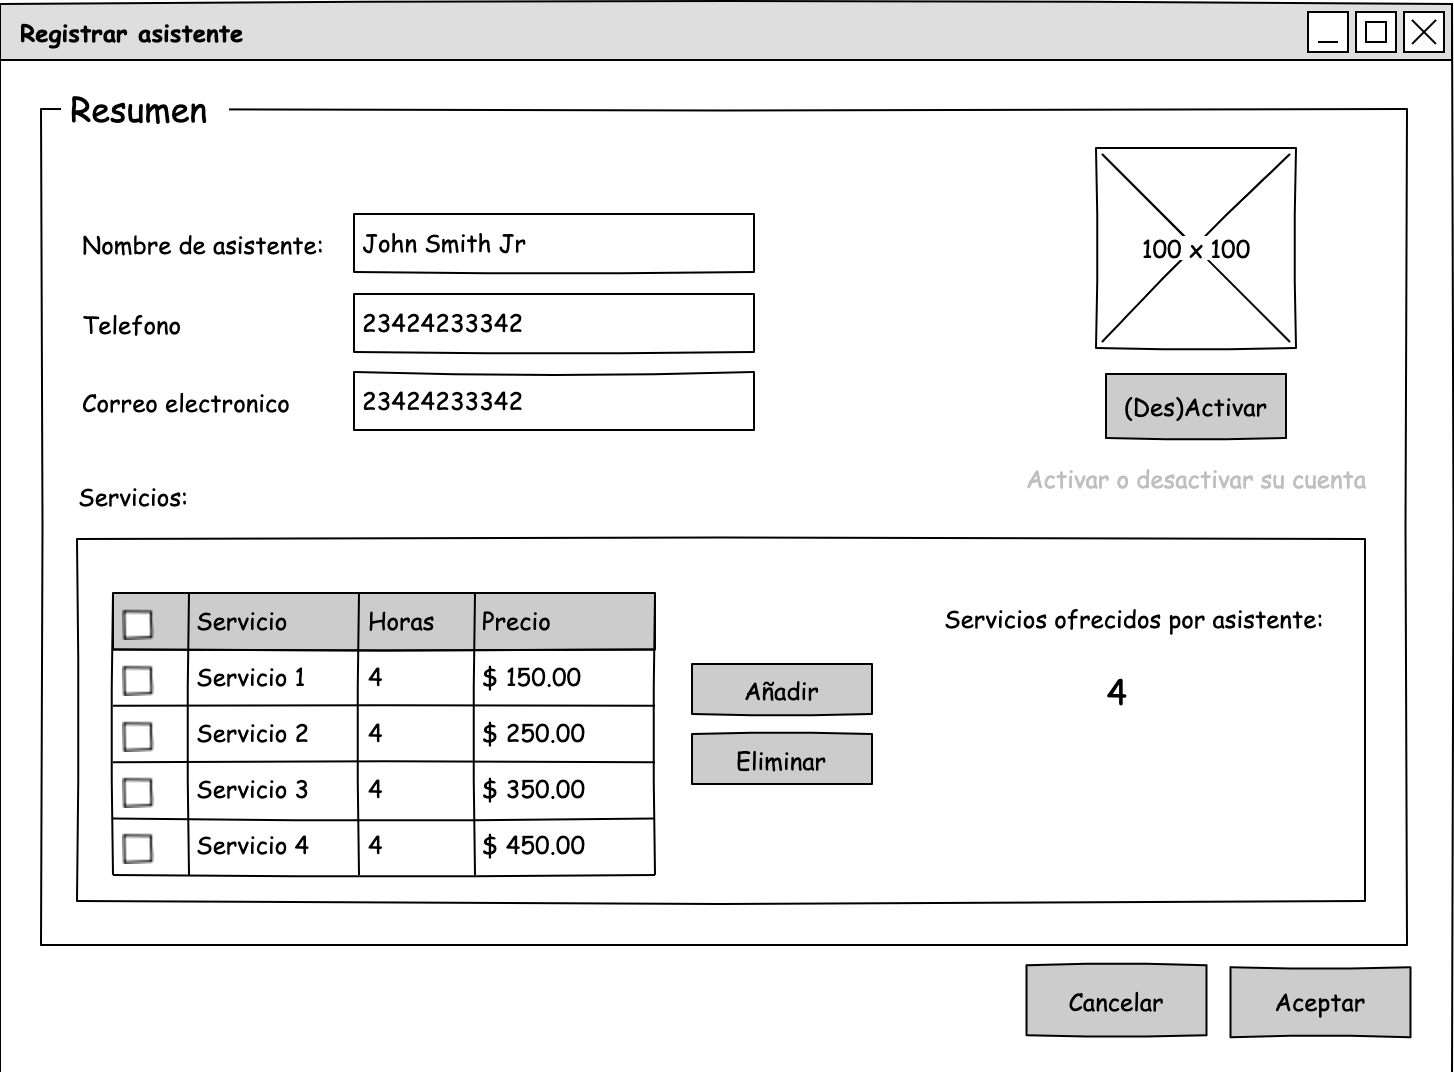 Registrar asistente
Resumen
Nombre de asistente: John Smith Jr
Telefono 23424233342
Correo electronico 23424233342
100 x 100
(Des)Activar
Activar o desactivar su cuenta
Servicios:
Servicio Horas Precio
Servicio 1 4 $ 150.00
Servicio 2 4 $ 250.00
Servicio 3 4 $ 350.00
Servicio 4 4 $ 450.00
Añadir
Eliminar
Servicios ofrecidos por asistente:
4
Cancelar Aceptar